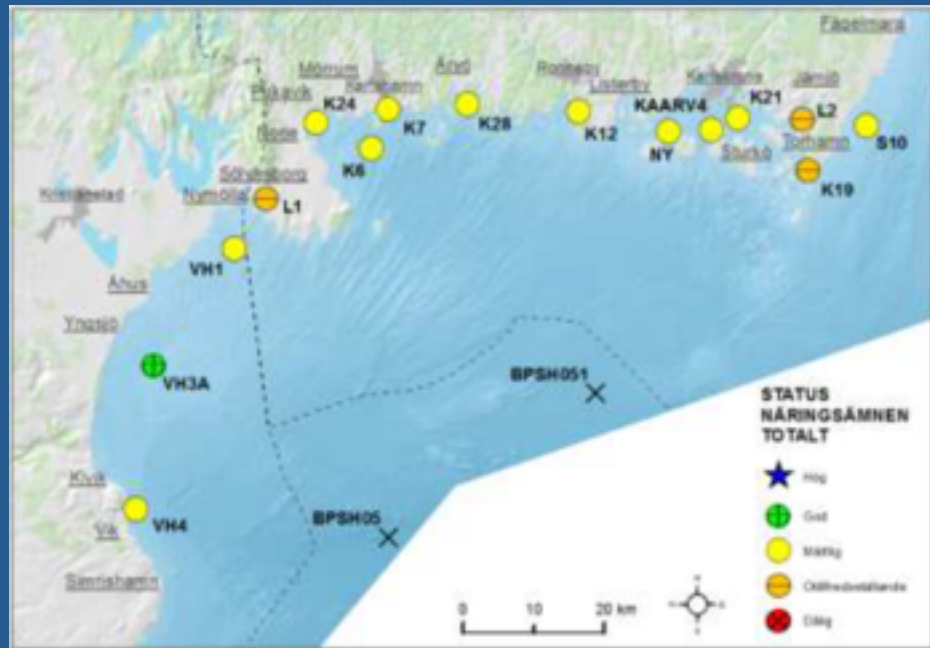 Fågelmara
Mörrum
Karlshamn
Åryd
Ronneby
Listerby
Karlskrona
Jämjö
Pukavik
K24
K7
K28
K12
KAARV4
K21
L2
S10
K6
NY
Sturkö
Torhamn
K19
Sölvesborg
Nymölla
L1
Kristianstad
VH1
Åhus
Yngsjö
VH3A
BPSH051
Kivik
VH4
Vik
BPSH05
Simrishamn
STATUS
NÄRINGSÄMNEN
TOTALT
Hög
God
Måttlig
Otillfredsställande
Dålig
0 10 20 km